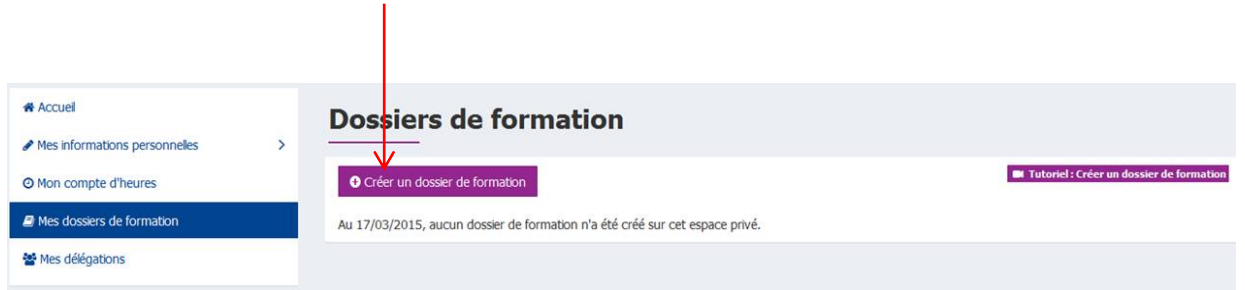 Accueil
Mes informations personnelles
Mon compte d'heures
Mes dossiers de formation
Mes délégations
Dossiers de formation
Créer un dossier de formation
Tutoriel : Créer un dossier de formation
Au 17/03/2015, aucun dossier de formation n'a été créé sur cet espace privé.